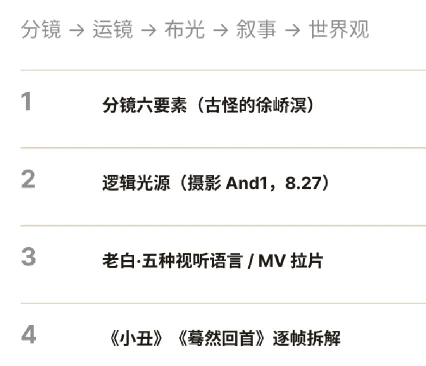 分镜 → 运镜 → 布光 → 叙事 → 世界观
1 分镜六要素（古怪的徐峤溟）
2 逻辑光源（摄影 And1，8.27）
3 老白·五种视听语言 / MV 拉片
4 《小丑》《蓦然回首》逐帧拆解